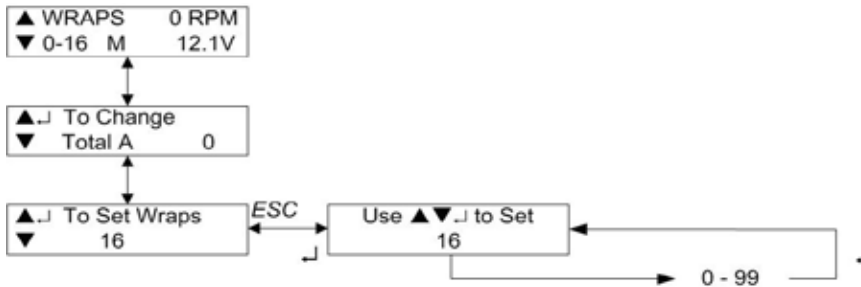 ▲ WRAPS 0 RPM
▼ 0-16 M 12.1V
▲↵ To Change
▼ Total A 0
▲↵ To Set Wraps
▼ 16
ESC
↵
Use ▲▼↵ to Set
16
0 - 99